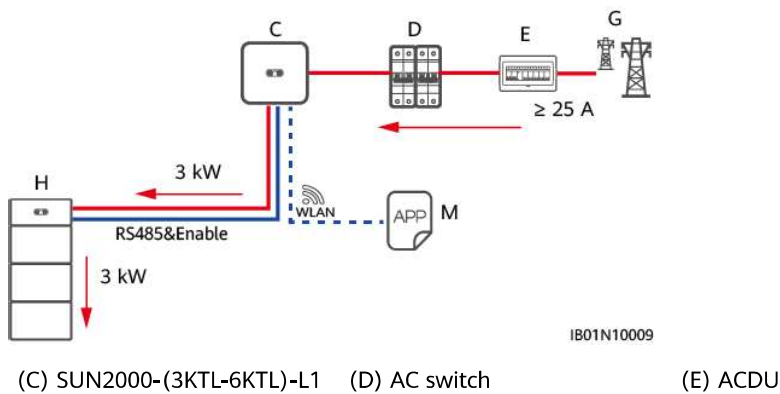 C
D
E
G
≥ 25 A
3 kW
H
WLAN
APP
M
RS485&Enable
3 kW
IB01N10009
(C) SUN2000-(3KTL-6KTL)-L1 (D) AC switch (E) ACDU